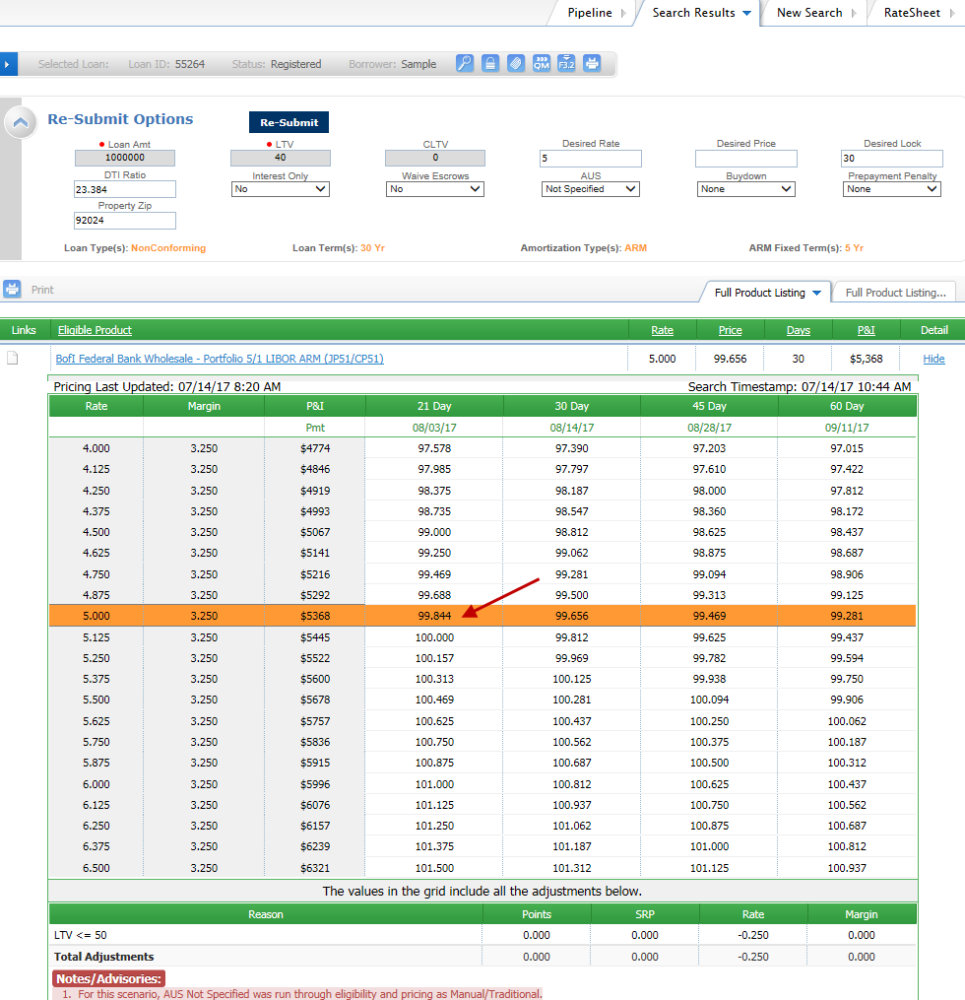 Pipeline Search Results New Search RateSheet
Selected Loan: Loan ID: 55264 Status: Registered Borrower: Sample QM F3.2
Re-Submit Options Re-Submit
Loan Amt LTV CLTV Desired Rate Desired Price Desired Lock
1000000 40 0 5 30
DTI Ratio Interest Only Waive Escrows AUS Buydown Prepayment Penalty
23.384 No No Not Specified None None
Property Zip
92024
Loan Type(s): NonConforming Loan Term(s): 30 Yr Amortization Type(s): ARM ARM Fixed Term(s): 5 Yr
Print Full Product Listing Full Product Listing...
Links Eligible Product Rate Price Days P&I Detail
BofI Federal Bank Wholesale - Portfolio 5/1 LIBOR ARM (JP51/CP51) 5.000 99.656 30 $5,368 Hide
Pricing Last Updated: 07/14/17 8:20 AM Search Timestamp: 07/14/17 10:44 AM
Rate Margin P&I 21 Day 30 Day 45 Day 60 Day
Pmt 08/03/17 08/14/17 08/28/17 09/11/17
4.000 3.250 $4774 97.578 97.390 97.203 97.015
4.125 3.250 $4846 97.985 97.797 97.610 97.422
4.250 3.250 $4919 98.375 98.187 98.000 97.812
4.375 3.250 $4993 98.735 98.547 98.360 98.172
4.500 3.250 $5067 99.000 98.812 98.625 98.437
4.625 3.250 $5141 99.250 99.062 98.875 98.687
4.750 3.250 $5216 99.469 99.281 99.094 98.906
4.875 3.250 $5292 99.688 99.500 99.313 99.125
5.000 3.250 $5368 99.844 99.656 99.469 99.281
5.125 3.250 $5445 100.000 99.812 99.625 99.437
5.250 3.250 $5522 100.157 99.969 99.782 99.594
5.375 3.250 $5600 100.313 100.125 99.938 99.750
5.500 3.250 $5678 100.469 100.281 100.094 99.906
5.625 3.250 $5757 100.625 100.437 100.250 100.062
5.750 3.250 $5836 100.750 100.562 100.375 100.187
5.875 3.250 $5915 100.875 100.687 100.500 100.312
6.000 3.250 $5996 101.000 100.812 100.625 100.437
6.125 3.250 $6076 101.125 100.937 100.750 100.562
6.250 3.250 $6157 101.250 101.062 100.875 100.687
6.375 3.250 $6239 101.375 101.187 101.000 100.812
6.500 3.250 $6321 101.500 101.312 101.125 100.937
The values in the grid include all the adjustments below.
Reason Points SRP Rate Margin
LTV <= 50 0.000 0.000 -0.250 0.000
Total Adjustments 0.000 0.000 -0.250 0.000
Notes/Advisories:
1. For this scenario, AUS Not Specified was run through eligibility and pricing as Manual/Traditional.